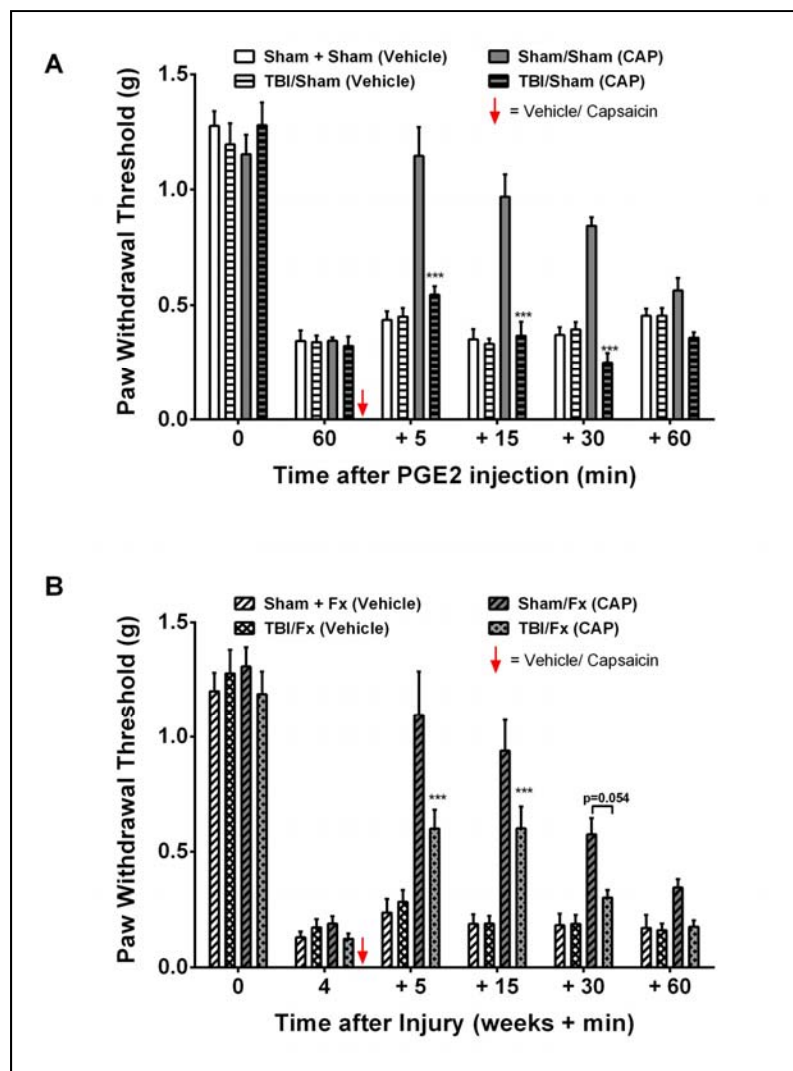 A
Sham + Sham (Vehicle)
Sham/Sham (CAP)
TBI/Sham (Vehicle)
TBI/Sham (CAP)
= Vehicle/ Capsaicin
Paw Withdrawal Threshold (g)
1.5
1.0
0.5
0.0
***
***
***
0 60 + 5 + 15 + 30 + 60
Time after PGE2 injection (min)
B
Sham + Fx (Vehicle)
Sham/Fx (CAP)
TBI/Fx (Vehicle)
TBI/Fx (CAP)
= Vehicle/ Capsaicin
Paw Withdrawal Threshold (g)
1.5
1.0
0.5
0.0
***
***
p=0.054
0 4 + 5 + 15 + 30 + 60
Time after Injury (weeks + min)